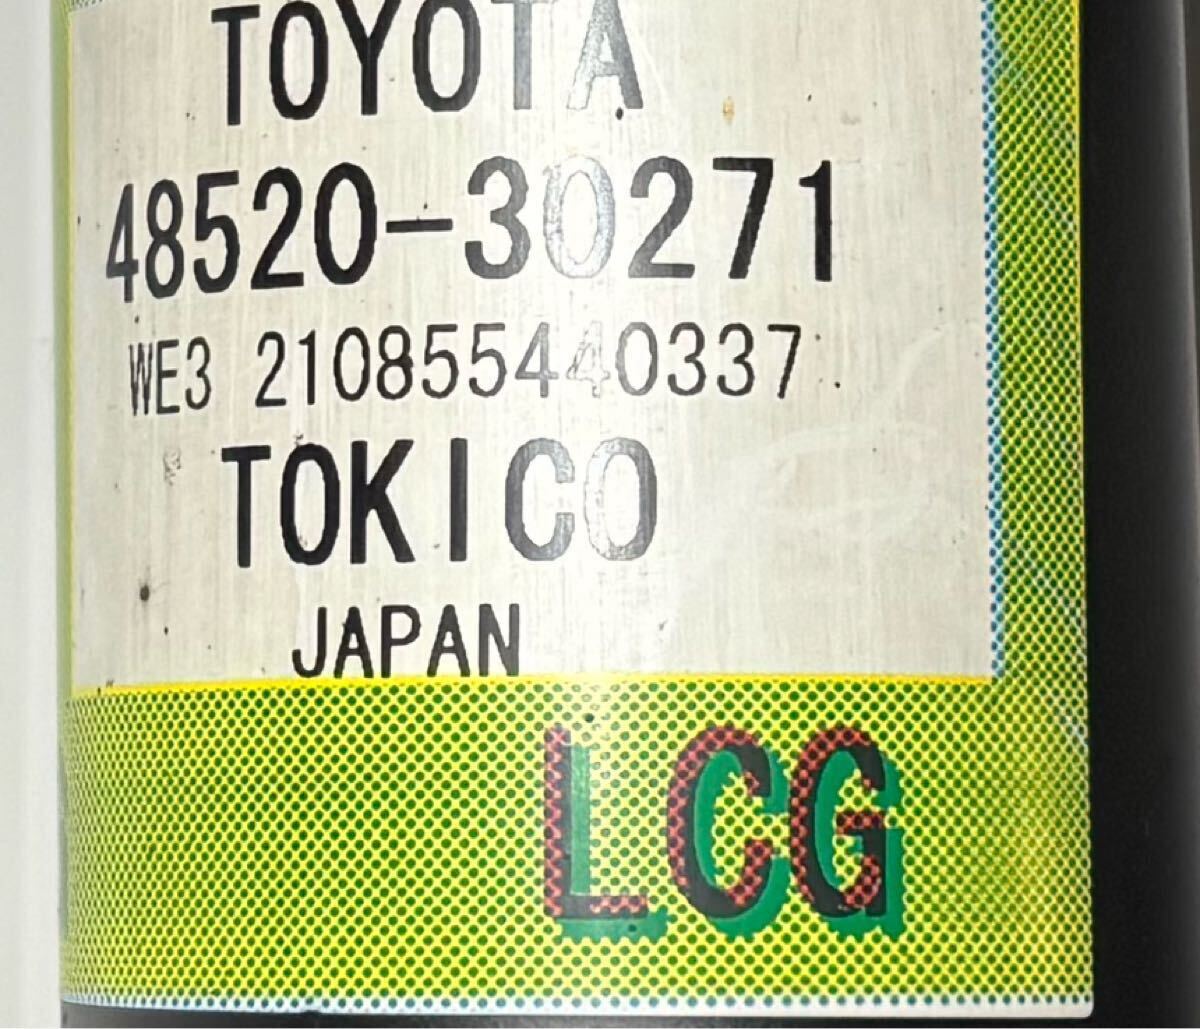 TOYOTA
48520-30271
WE3 210855440337
TOKICO
JAPAN
LCG